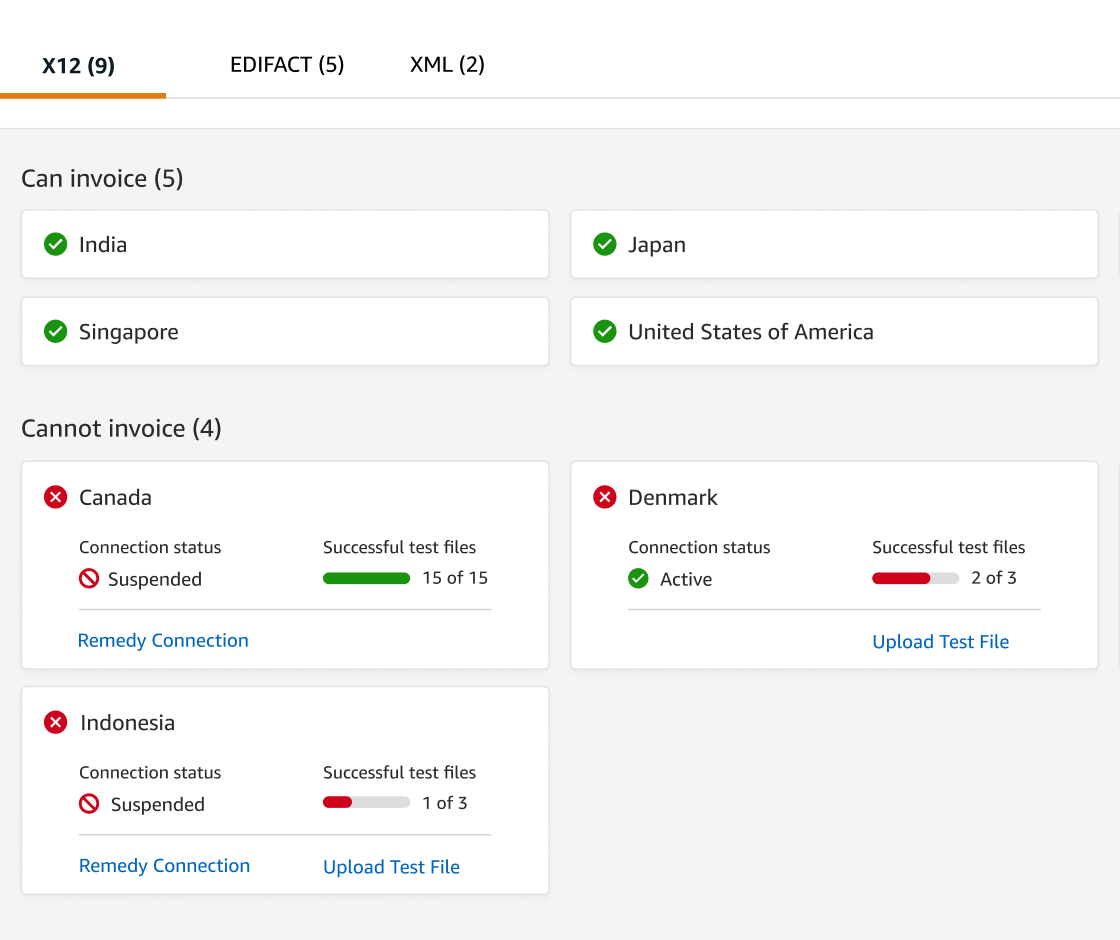 X12 (9) EDIFACT (5) XML (2)
Can invoice (5)
India
Japan
Singapore
United States of America
Cannot invoice (4)
Canada
Connection status Successful test files
Suspended 15 of 15
Remedy Connection
Denmark
Connection status Successful test files
Active 2 of 3
Upload Test File
Indonesia
Connection status Successful test files
Suspended 1 of 3
Remedy Connection Upload Test File